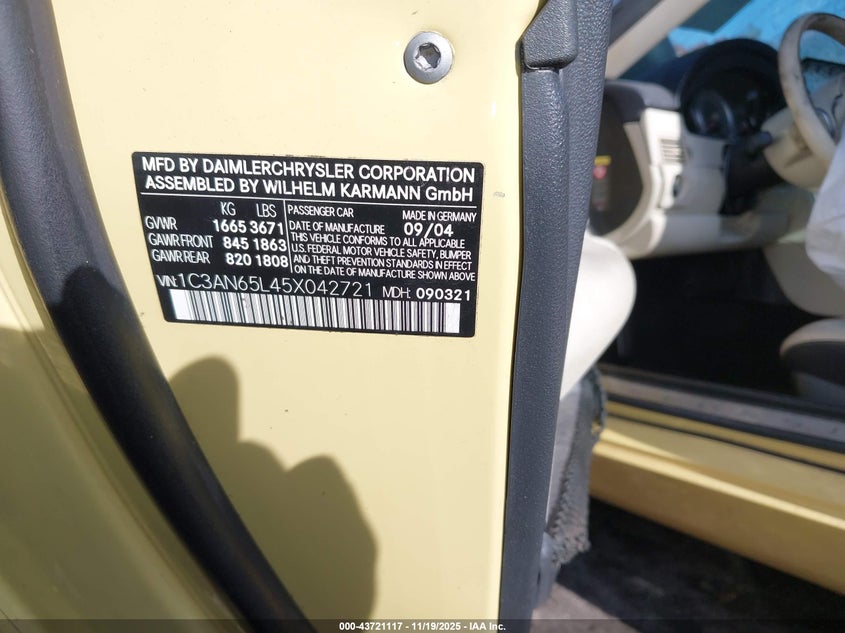 MFD BY DAIMLERCHRYSLER CORPORATION
ASSEMBLED BY WILHELM KARMANN GmbH
KG LBS
GVWR 1665 3671
GAWR FRONT 845 1863
GAWR REAR 820 1808
PASSENGER CAR MADE IN GERMANY
DATE OF MANUFACTURE 09/04
THIS VEHICLE CONFORMS TO ALL APPLICABLE
U.S. FEDERAL MOTOR VEHICLE SAFETY, BUMPER
AND THEFT PREVENTION STANDARDS IN EFFECT
ON THE DATE OF MANUFACTURE SHOWN ABOVE.
VIN: 1C3AN65L45X042721 MDH: 090321
000-43721117 - 11/19/2025 - IAA Inc.